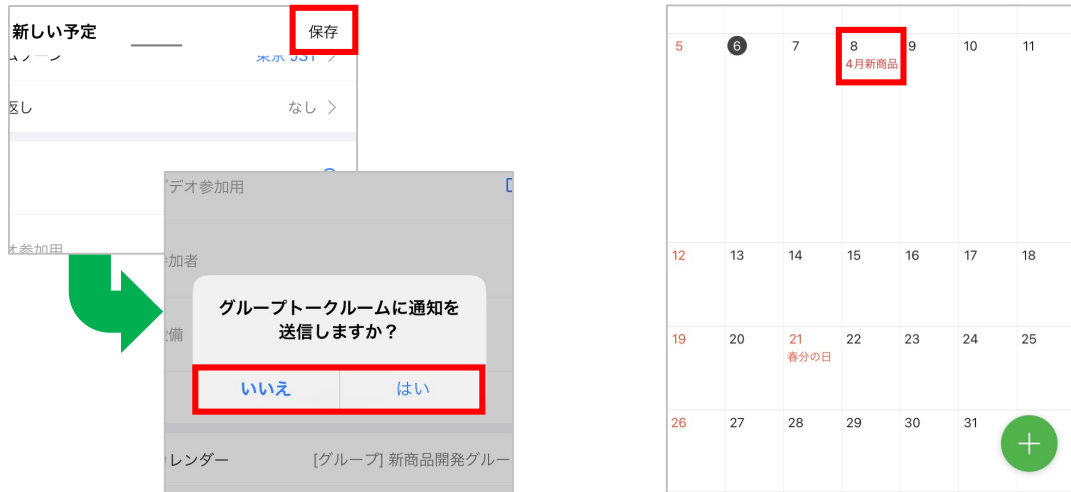 新しい予定
保存
東京 JST >
返し
なし >
デオ参加用
加者
グループトークルームに通知を
送信しますか？
備
いいえ
はい
レンダー
[グループ] 新商品開発グルー
5 6 7 8 9 10 11
4月新商品
12 13 14 15 16 17 18
19 20 21 22 23 24 25
春分の日
26 27 28 29 30 31